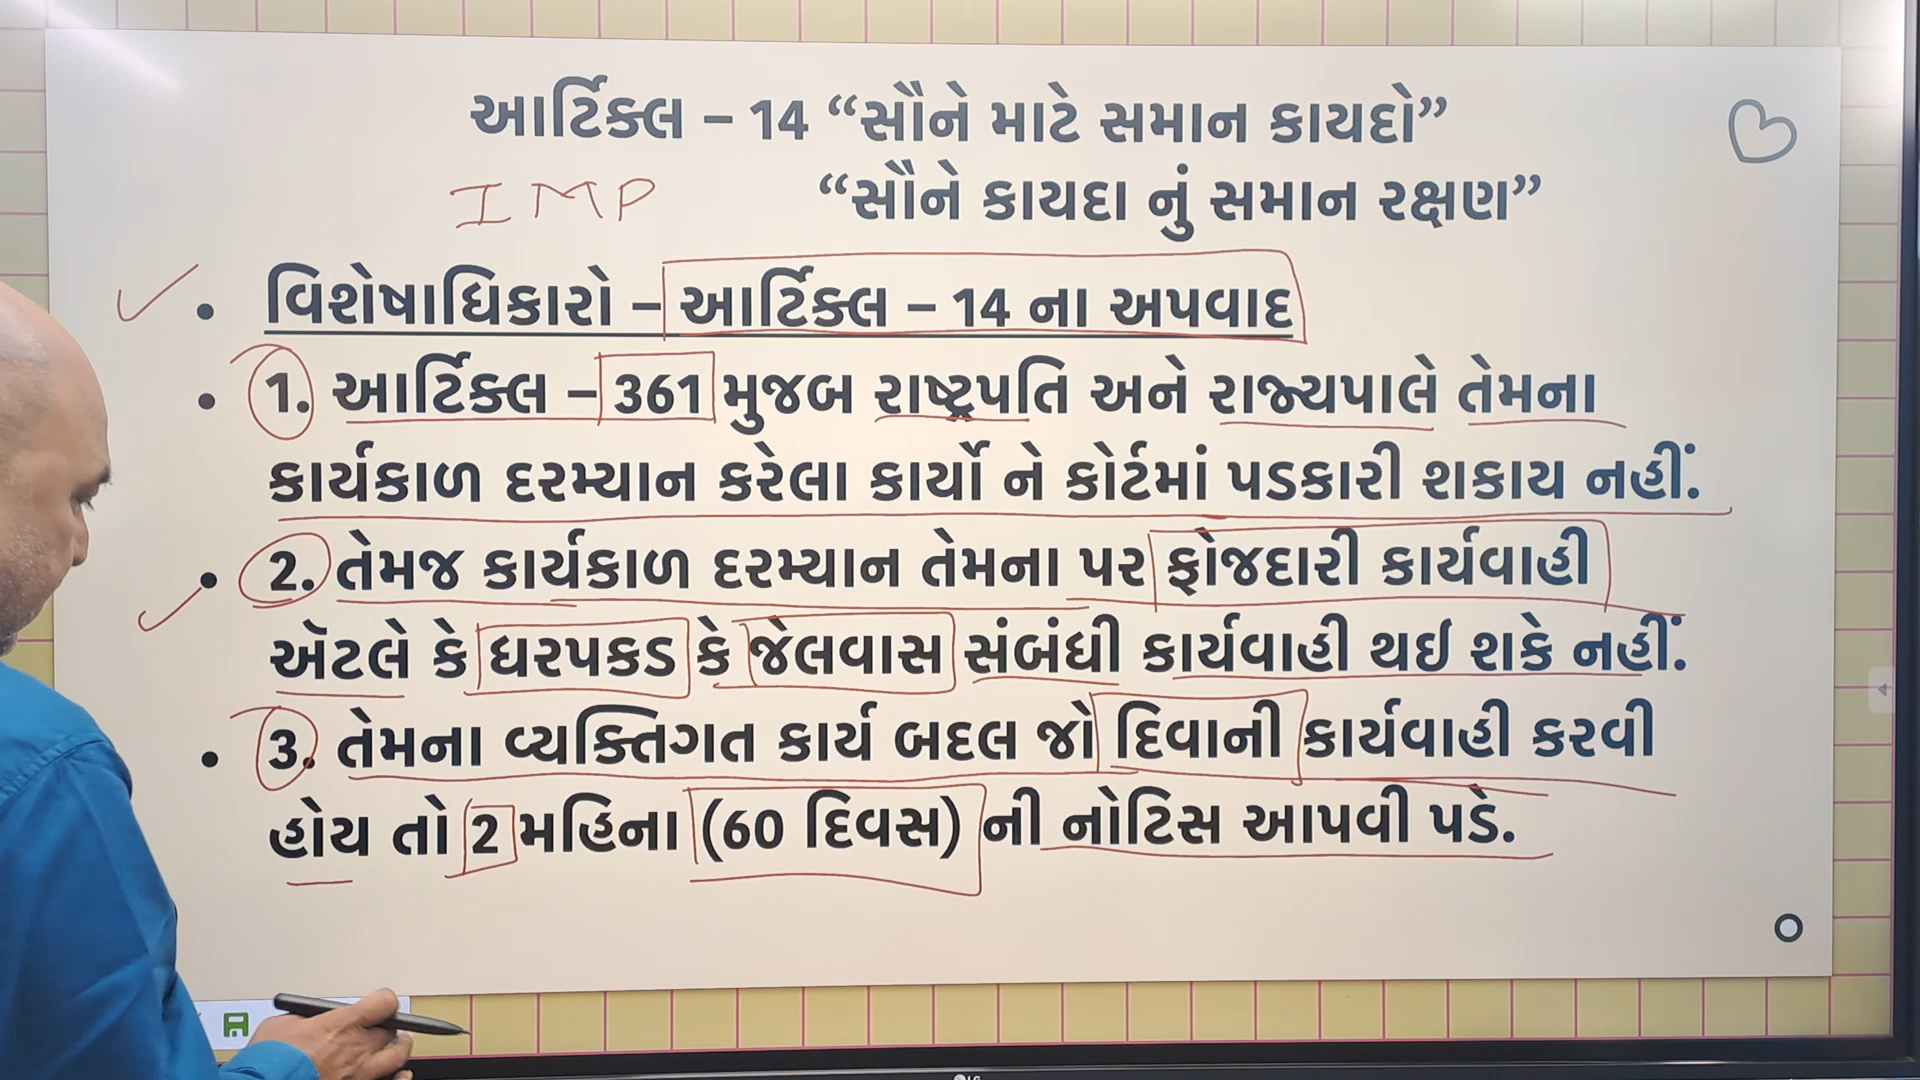 આર્ટિકલ – 14 “સૌને માટે સમાન કાયદો”
IMP “સૌને કાયદા નું સમાન રક્ષણ”
• વિશેષાધિકારો – આર્ટિકલ – 14 ના અપવાદ
• 1. આર્ટિકલ – 361 મુજબ રાષ્ટ્રપતિ અને રાજ્યપાલે તેમના
કાર્યકાળ દરમ્યાન કરેલા કાર્યો ને કોર્ટમાં પડકારી શકાય નહીં.
• 2. તેમજ કાર્યકાળ દરમ્યાન તેમના પર ફોજદારી કાર્યવાહી
એટલે કે ધરપકડ કે જેલવાસ સંબંધી કાર્યવાહી થઈ શકે નહીં.
• 3. તેમના વ્યક્તિગત કાર્ય બદલ જો દિવાની કાર્યવાહી કરવી
હોય તો 2 મહિના (60 દિવસ) ની નોટિસ આપવી પડે.
LG